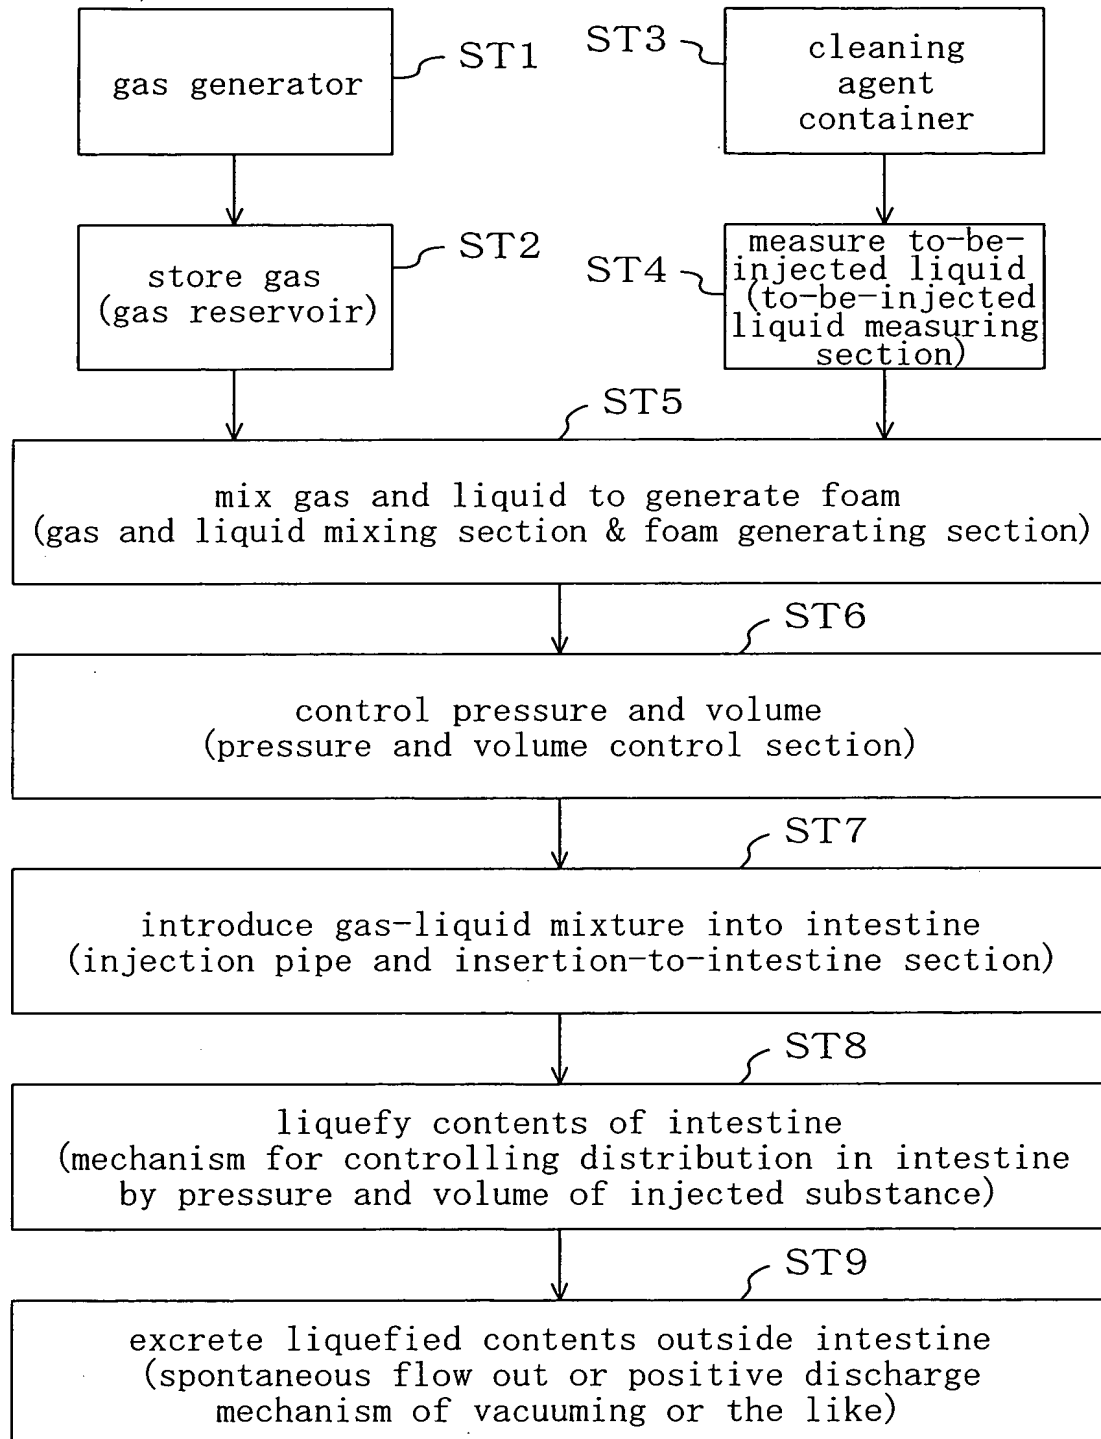 gas generator
ST1
ST3
cleaning
agent
container
store gas
(gas reservoir)
ST2
ST4
measure to-be-
injected liquid
(to-be-injected
liquid measuring
section)
ST5
mix gas and liquid to generate foam
(gas and liquid mixing section & foam generating section)
ST6
control pressure and volume
(pressure and volume control section)
ST7
introduce gas-liquid mixture into intestine
(injection pipe and insertion-to-intestine section)
ST8
liquefy contents of intestine
(mechanism for controlling distribution in intestine
by pressure and volume of injected substance)
ST9
excrete liquefied contents outside intestine
(spontaneous flow out or positive discharge
mechanism of vacuuming or the like)